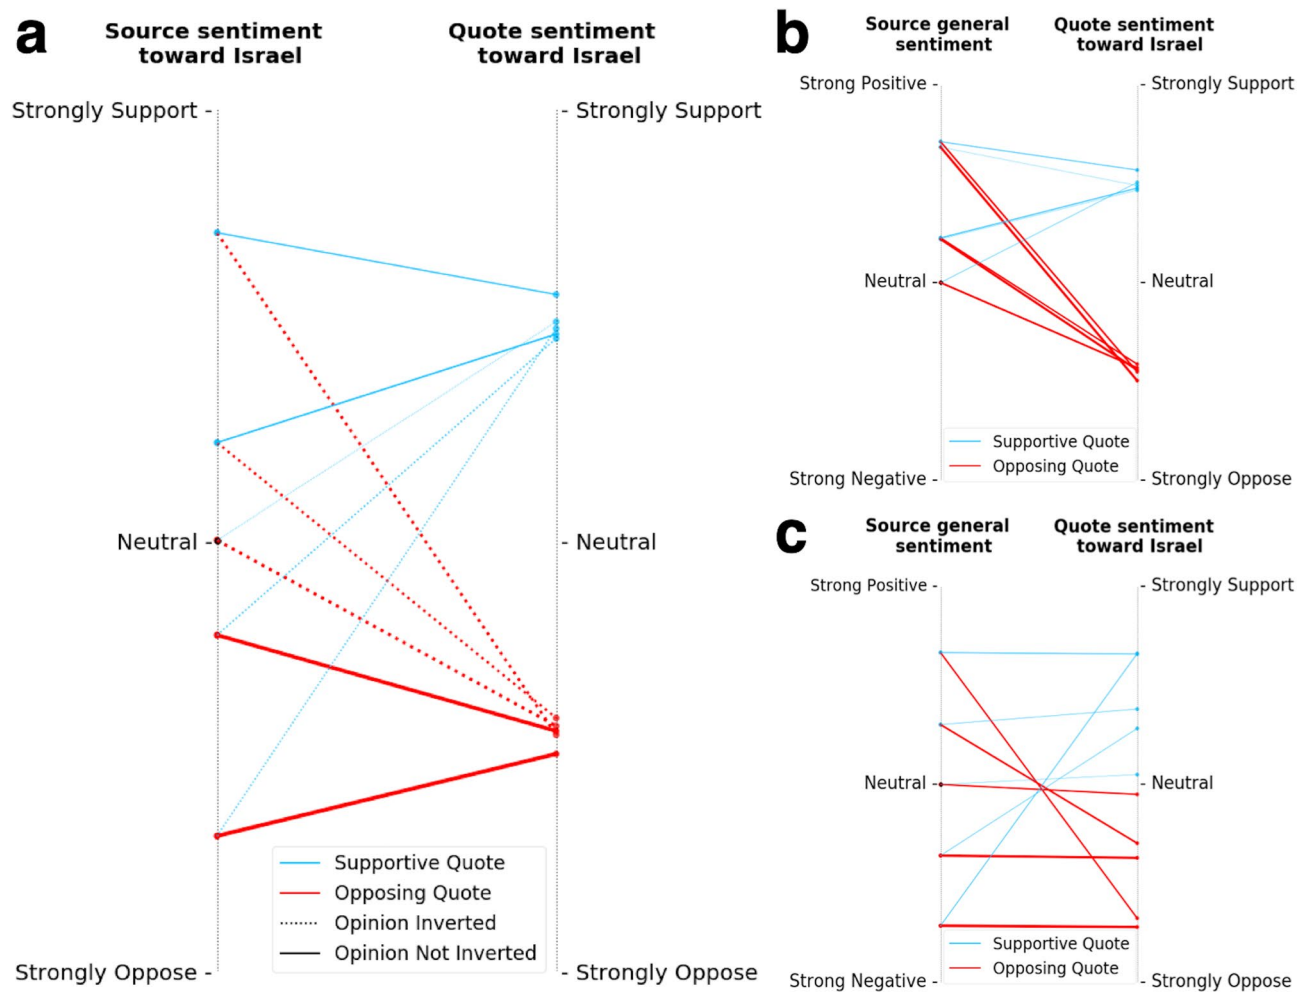 a
Source sentiment
toward Israel
Quote sentiment
toward Israel
Strongly Support -
- Strongly Support
Neutral -
- Neutral
Strongly Oppose -
- Strongly Oppose
Supportive Quote
Opposing Quote
Opinion Inverted
Opinion Not Inverted
b
Source general
sentiment
Quote sentiment
toward Israel
Strong Positive -
- Strongly Support
Neutral -
- Neutral
Strong Negative -
- Strongly Oppose
Supportive Quote
Opposing Quote
c
Source general
sentiment
Quote sentiment
toward Israel
Strong Positive -
- Strongly Support
Neutral -
- Neutral
Strong Negative -
- Strongly Oppose
Supportive Quote
Opposing Quote